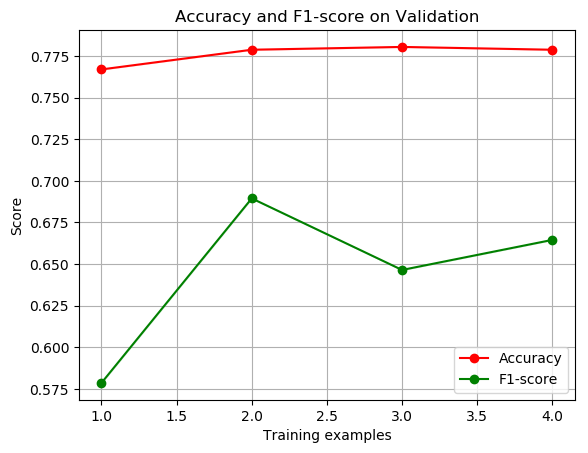 Accuracy and F1-score on Validation
0.775
0.750
0.725
0.700
0.675
0.650
0.625
0.600
0.575
Score
1.0 1.5 2.0 2.5 3.0 3.5 4.0
Training examples
Accuracy
F1-score